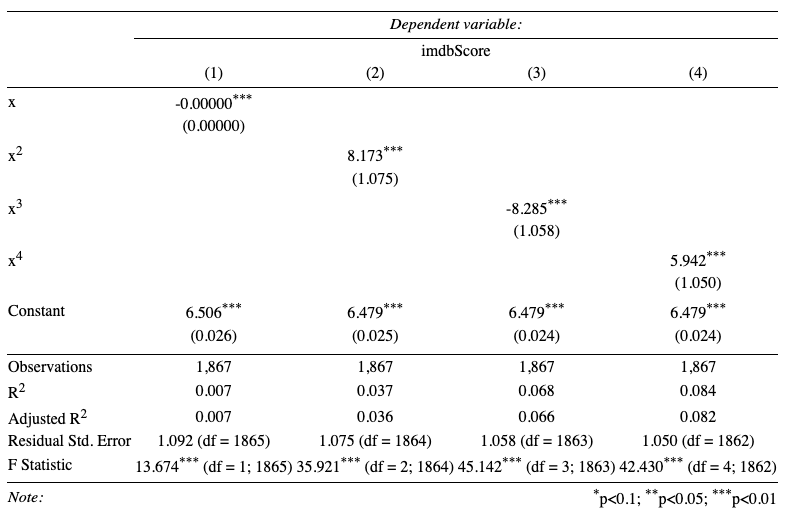 Dependent variable:
imdbScore
(1) (2) (3) (4)
x -0.00000***
(0.00000)
x² 8.173***
(1.075)
x³ -8.285***
(1.058)
x⁴ 5.942***
(1.050)
Constant 6.506*** 6.479*** 6.479*** 6.479***
(0.026) (0.025) (0.024) (0.024)
Observations 1,867 1,867 1,867 1,867
R² 0.007 0.037 0.068 0.084
Adjusted R² 0.007 0.036 0.066 0.082
Residual Std. Error 1.092 (df = 1865) 1.075 (df = 1864) 1.058 (df = 1863) 1.050 (df = 1862)
F Statistic 13.674*** (df = 1; 1865) 35.921*** (df = 2; 1864) 45.142*** (df = 3; 1863) 42.430*** (df = 4; 1862)
Note: *p<0.1; **p<0.05; ***p<0.01